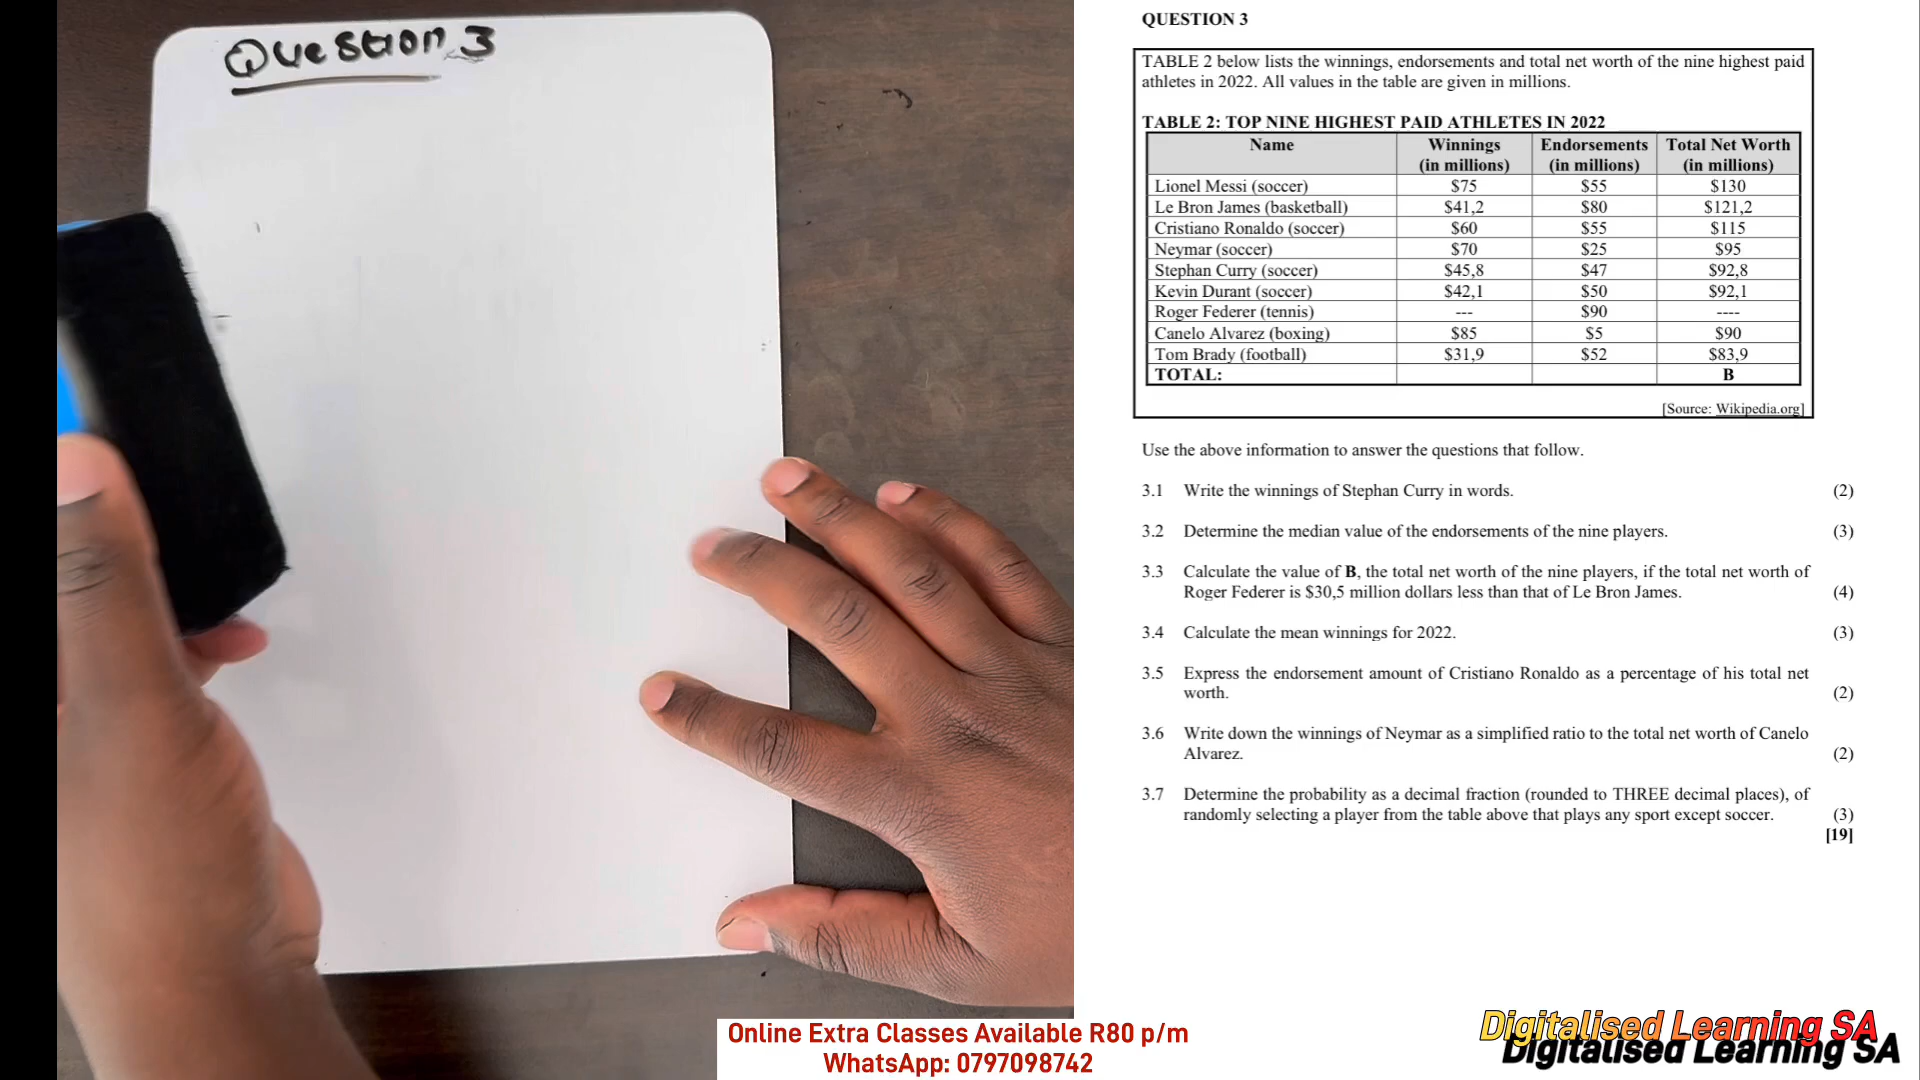 Question 3
QUESTION 3
TABLE 2 below lists the winnings, endorsements and total net worth of the nine highest paid
athletes in 2022. All values in the table are given in millions.
TABLE 2: TOP NINE HIGHEST PAID ATHLETES IN 2022
Name Winnings (in millions) Endorsements (in millions) Total Net Worth (in millions)
Lionel Messi (soccer) $75 $55 $130
Le Bron James (basketball) $41,2 $80 $121,2
Cristiano Ronaldo (soccer) $60 $55 $115
Neymar (soccer) $70 $25 $95
Stephan Curry (soccer) $45,8 $47 $92,8
Kevin Durant (soccer) $42,1 $50 $92,1
Roger Federer (tennis) --- $90 ----
Canelo Alvarez (boxing) $85 $5 $90
Tom Brady (football) $31,9 $52 $83,9
TOTAL: B
[Source: Wikipedia.org]
Use the above information to answer the questions that follow.
3.1 Write the winnings of Stephan Curry in words. (2)
3.2 Determine the median value of the endorsements of the nine players. (3)
3.3 Calculate the value of B, the total net worth of the nine players, if the total net worth of
Roger Federer is $30,5 million dollars less than that of Le Bron James. (4)
3.4 Calculate the mean winnings for 2022. (3)
3.5 Express the endorsement amount of Cristiano Ronaldo as a percentage of his total net
worth. (2)
3.6 Write down the winnings of Neymar as a simplified ratio to the total net worth of Canelo
Alvarez. (2)
3.7 Determine the probability as a decimal fraction (rounded to THREE decimal places), of
randomly selecting a player from the table above that plays any sport except soccer. (3)
[19]
Online Extra Classes Available R80 p/m
WhatsApp: 0797098742
Digitalised Learning SA
Digitalised Learning SA